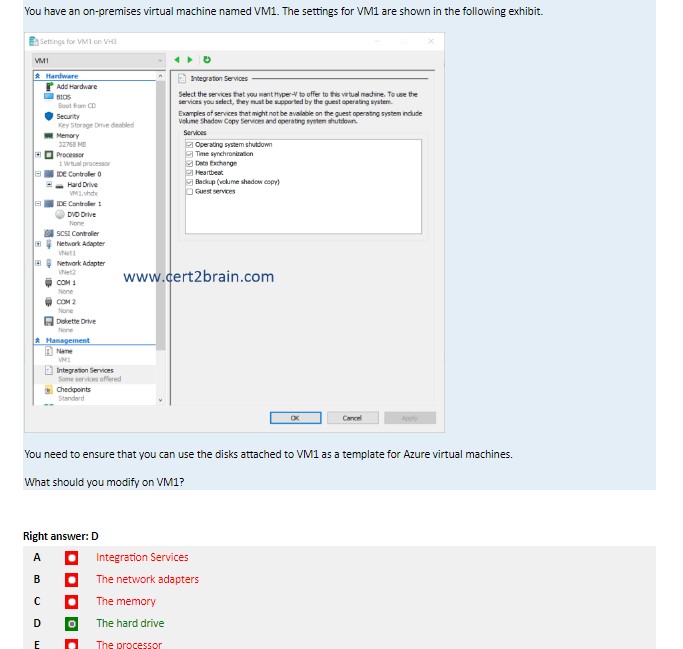 You have an on-premises virtual machine named VM1. The settings for VM1 are shown in the following exhibit.
Settings for VM1 on VH3
VM1
Hardware
Add Hardware
BIOS
Boot from CD
Security
Key Storage Drive disabled
Memory
32768 MB
Processor
1 Virtual processor
IDE Controller 0
Hard Drive
VM1.vhdx
IDE Controller 1
DVD Drive
None
SCSI Controller
Network Adapter
VNet1
Network Adapter
VNet2
COM 1
None
COM 2
None
Diskette Drive
None
Management
Name
VM1
Integration Services
Some services offered
Checkpoints
Standard
Integration Services
Select the services that you want Hyper-V to offer to this virtual machine. To use the
services you select, they must be supported by the guest operating system.
Examples of services that might not be available on the guest operating system include
Volume Shadow Copy Services and operating system shutdown.
Services
Operating system shutdown
Time synchronization
Data Exchange
Heartbeat
Backup (volume shadow copy)
Guest services
www.cert2brain.com
OK
Cancel
Apply
You need to ensure that you can use the disks attached to VM1 as a template for Azure virtual machines.
What should you modify on VM1?
Right answer: D
A Integration Services
B The network adapters
C The memory
D The hard drive
E The processor